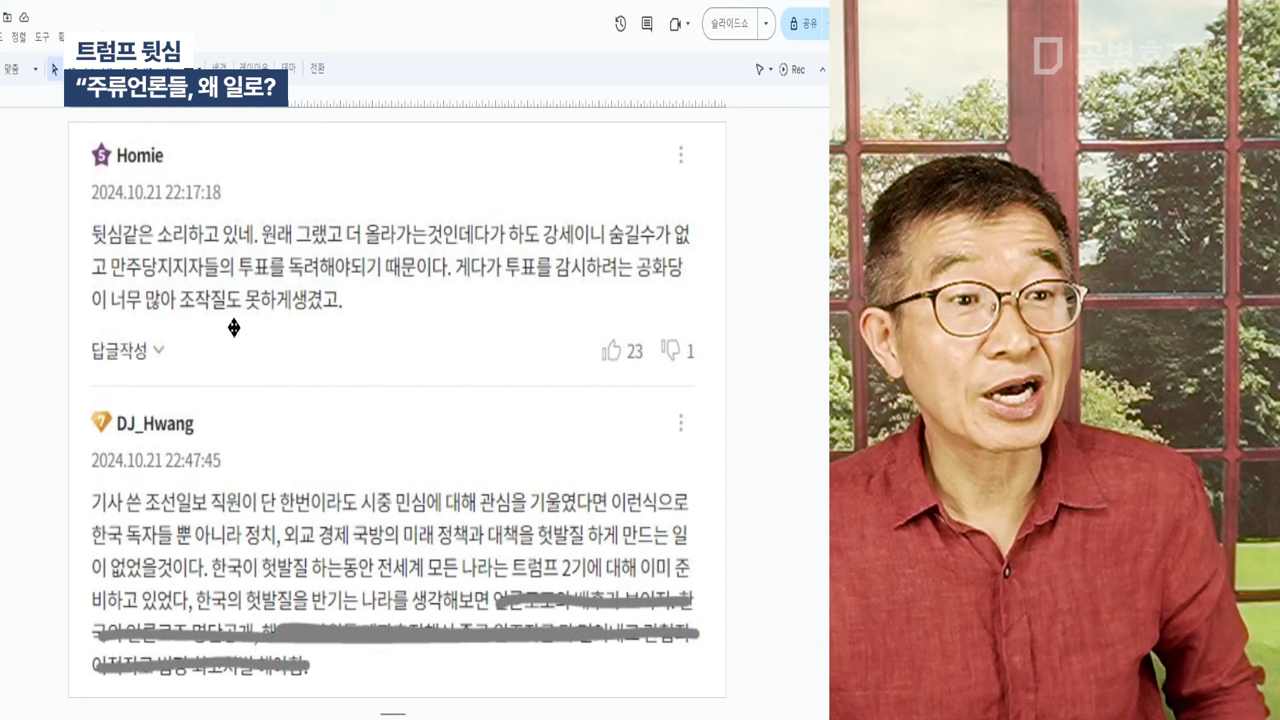 정렬 도구
슬라이드쇼
공유
트럼프 뒷심
맞춤
전환
Rec
“주류언론들, 왜 일로?
5 Homie
2024.10.21 22:17:18
뒷심같은 소리하고 있네. 원래 그랬고 더 올라가는것인데다가 하도 강세이니 숨길수가 없
고 만주당지지자들의 투표를 독려해야되기 때문이다. 게다가 투표를 감시하려는 공화당
이 너무 많아 조작질도 못하게생겼고.
답글작성
23
1
7 DJ_Hwang
2024.10.21 22:47:45
기사 쓴 조선일보 직원이 단 한번이라도 시중 민심에 대해 관심을 기울였다면 이런식으로
한국 독자들 뿐 아니라 정치, 외교 경제 국방의 미래 정책과 대책을 헛발질 하게 만드는 일
이 없었을것이다. 한국이 헛발질 하는동안 전세계 모든 나라는 트럼프 2기에 대해 이미 준
비하고 있었다, 한국의 헛발질을 반기는 나라를 생각해보면